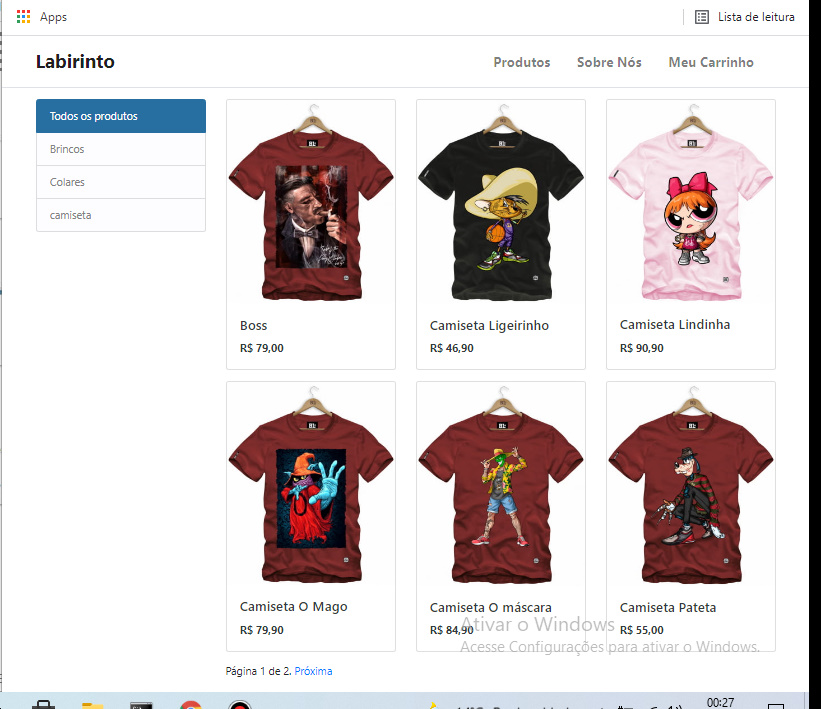 Apps
Lista de leitura
Labirinto
Produtos Sobre Nós Meu Carrinho
Todos os produtos
Brincos
Colares
camiseta
Boss
R$ 79,00
Camiseta Ligeirinho
R$ 46,90
Camiseta Lindinha
R$ 90,90
Camiseta O Mago
R$ 79,90
Camiseta O máscara
R$ 84,90
Camiseta Pateta
R$ 55,00
Ativar o Windows
Acesse Configurações para ativar o Windows.
Página 1 de 2. Próxima
00:27